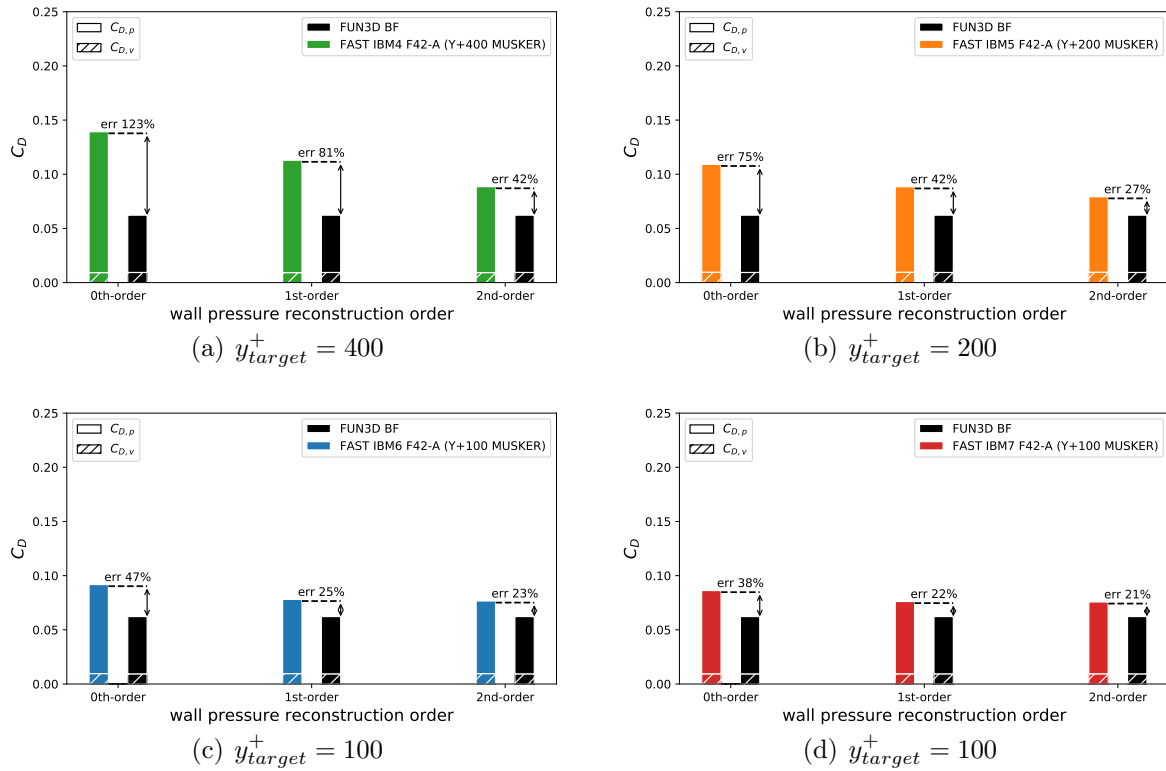 C_{D,p}
C_{D,v}
FUN3D BF
FAST IBM4 F42-A (Y+400 MUSKER)
0.25
0.20
0.15
0.10
0.05
0.00
C_D
err 123%
err 81%
err 42%
0th-order
1st-order
2nd-order
wall pressure reconstruction order
(a) y^+_{target} = 400
C_{D,p}
C_{D,v}
FUN3D BF
FAST IBM5 F42-A (Y+200 MUSKER)
0.25
0.20
0.15
0.10
0.05
0.00
C_D
err 75%
err 42%
err 27%
0th-order
1st-order
2nd-order
wall pressure reconstruction order
(b) y^+_{target} = 200
C_{D,p}
C_{D,v}
FUN3D BF
FAST IBM6 F42-A (Y+100 MUSKER)
0.25
0.20
0.15
0.10
0.05
0.00
C_D
err 47%
err 25%
err 23%
0th-order
1st-order
2nd-order
wall pressure reconstruction order
(c) y^+_{target} = 100
C_{D,p}
C_{D,v}
FUN3D BF
FAST IBM7 F42-A (Y+100 MUSKER)
0.25
0.20
0.15
0.10
0.05
0.00
C_D
err 38%
err 22%
err 21%
0th-order
1st-order
2nd-order
wall pressure reconstruction order
(d) y^+_{target} = 100